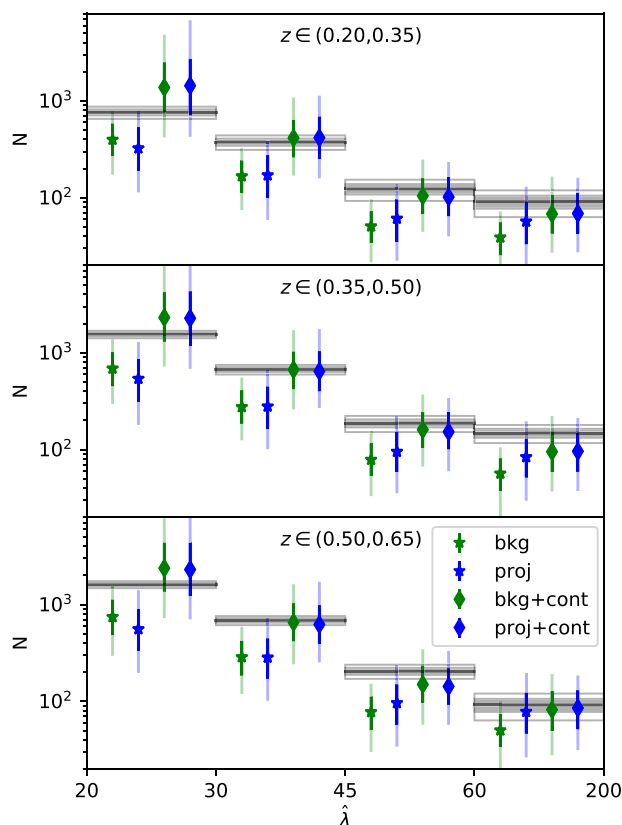 z ∈ (0.20,0.35)
10³
10²
N
z ∈ (0.35,0.50)
10³
10²
N
z ∈ (0.50,0.65)
bkg
proj
bkg+cont
proj+cont
10³
10²
N
20 30 45 60 200
λ̂